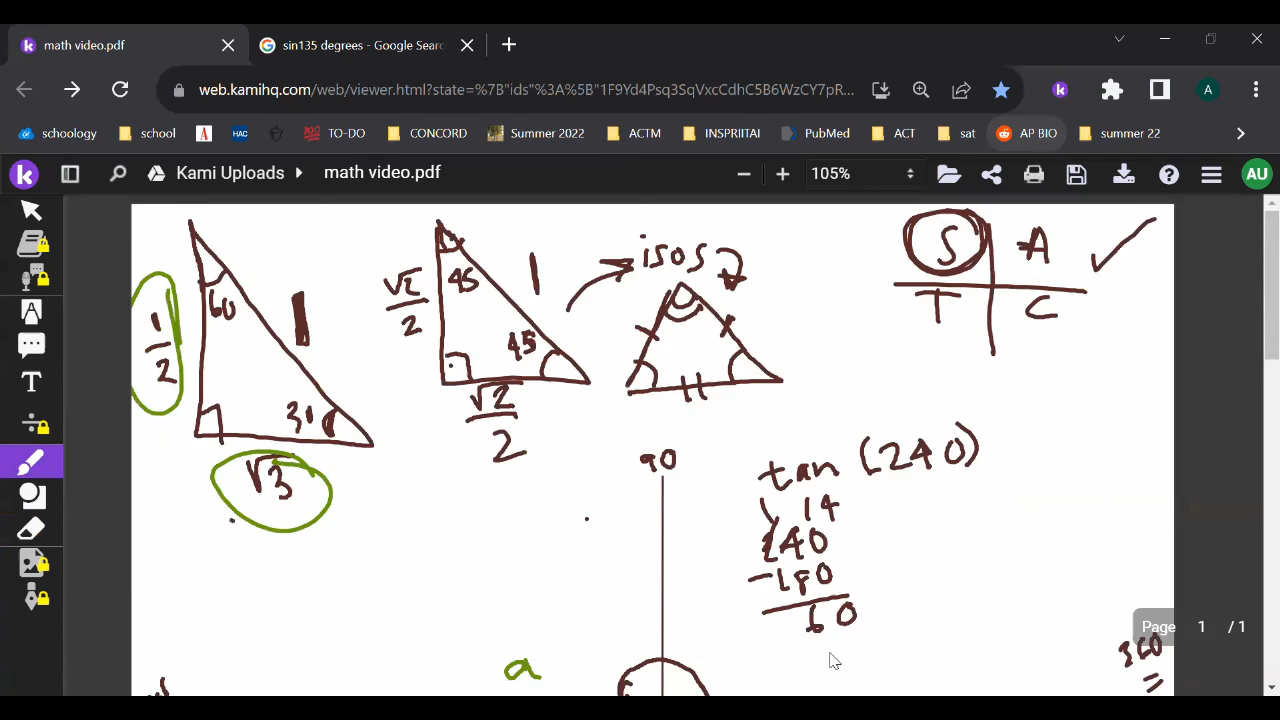 math video.pdf
sin135 degrees - Google Searc
web.kamihq.com/web/viewer.html?state=%7B"ids"%3A%5B"1F9Yd4Psq3SqVxcCdhC5B6WzCY7pR...
A
schoology
school
A
HAC
100
TO-DO
CONCORD
Summer 2022
ACTM
INSPRITAI
PubMed
ACT
sat
AP BIO
summer 22
Kami Uploads
math video.pdf
105%
AU
60
1/2
1
30
√3
√2/2
45
45
1
√2/2
isos
S A
T C
90
tan (240)
14
240
-180
60
a
360
Page 1 / 1